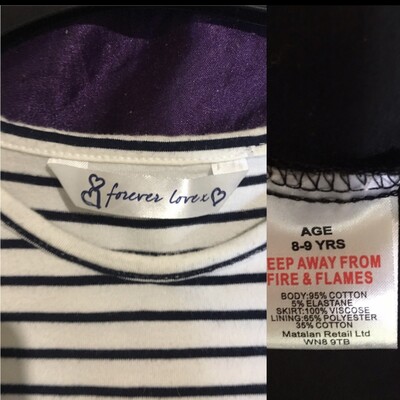 forever lovex
AGE
8-9 YRS
EEP AWAY FROM
FIRE & FLAMES
BODY:95% COTTON
5% ELASTANE
SKIRT:100% VISCOSE
LINING:65% POLYESTER
35% COTTON
Matalan Retail Ltd
WN8 9TB